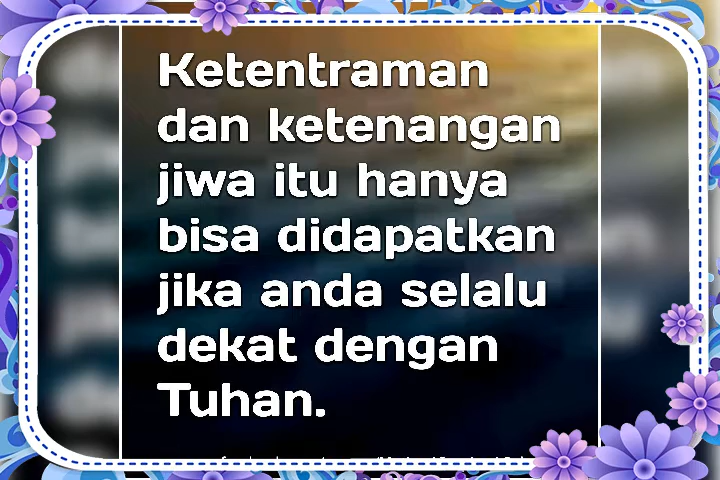 Ketentraman
dan ketenangan
jiwa itu hanya
bisa didapatkan
jika anda selalu
dekat dengan
Tuhan.